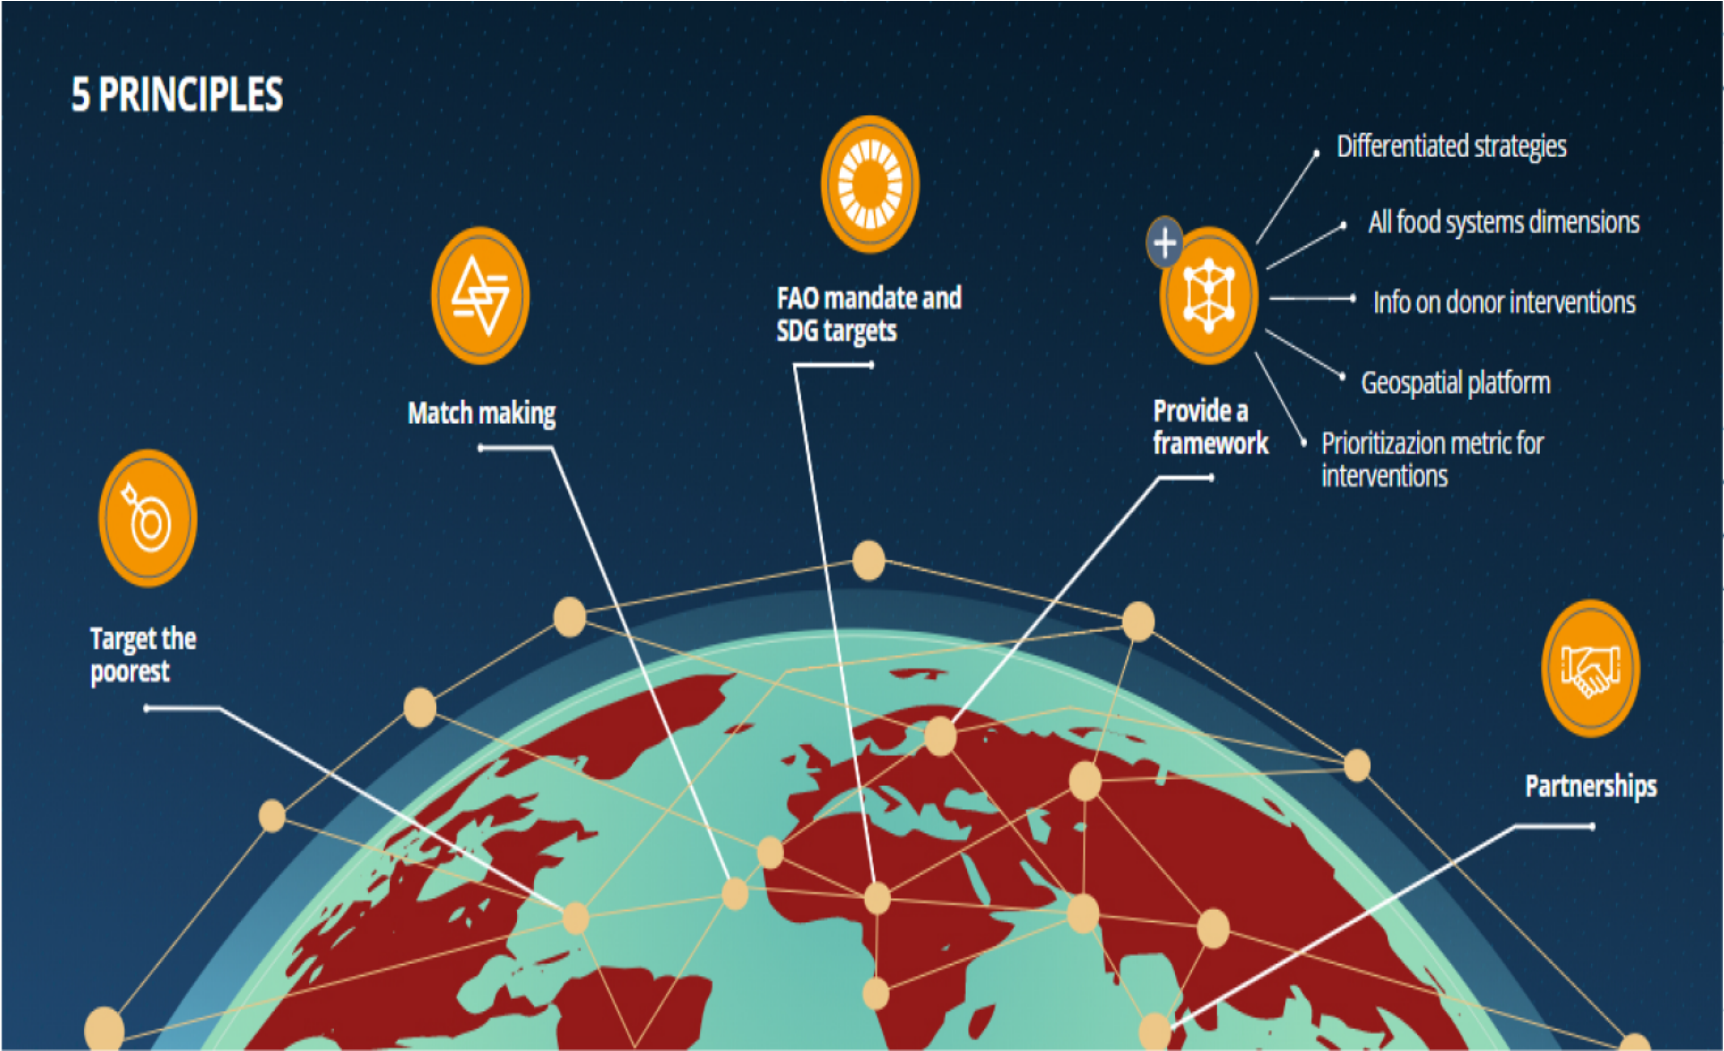 5 PRINCIPLES
Target the
poorest
Match making
FAO mandate and
SDG targets
Provide a
framework
Differentiated strategies
All food systems dimensions
Info on donor interventions
Geospatial platform
Prioritizazion metric for
interventions
Partnerships